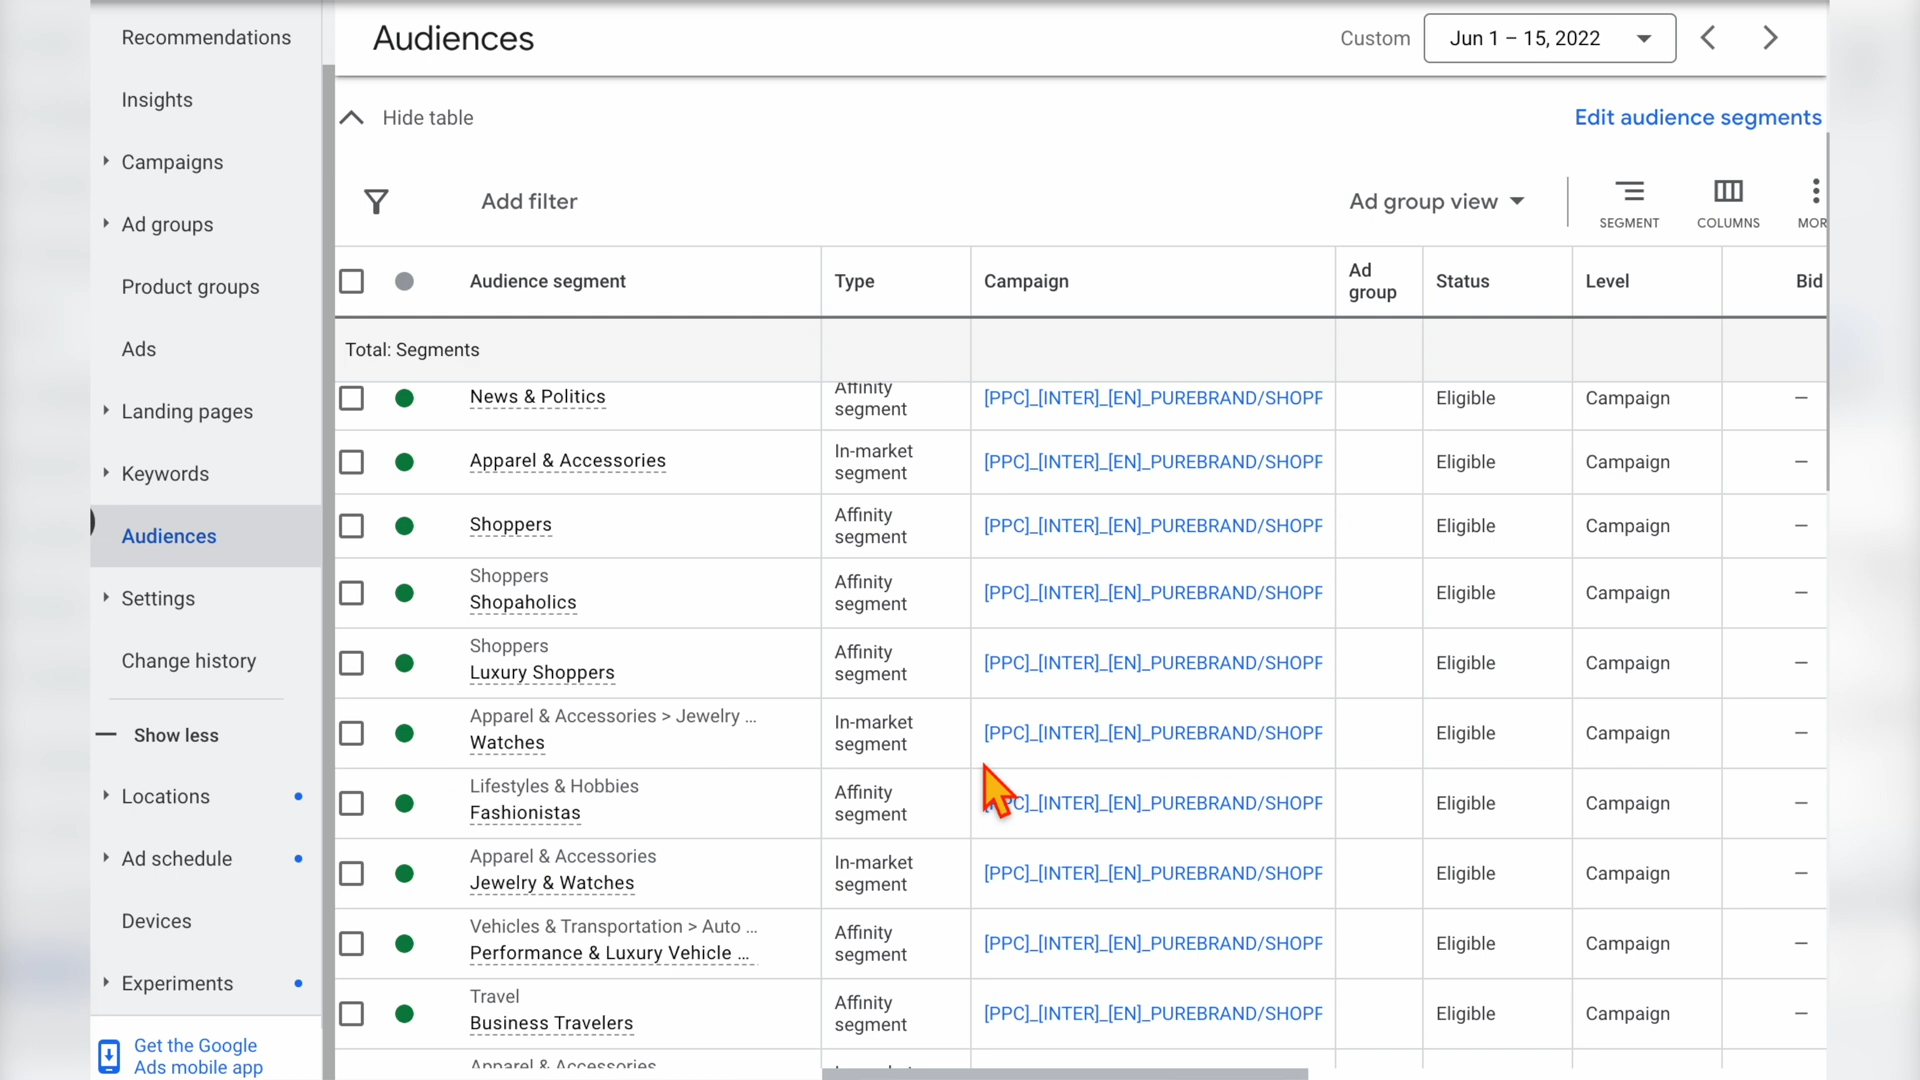 Recommendations
Insights
Campaigns
Ad groups
Product groups
Ads
Landing pages
Keywords
Audiences
Settings
Change history
Show less
Locations
Ad schedule
Devices
Experiments
Get the Google
Ads mobile app
Audiences
Custom
Jun 1 – 15, 2022
Hide table
Edit audience segments
Add filter
Ad group view
SEGMENT
COLUMNS
MOR
Audience segment Type Campaign Ad group Status Level Bid
Total: Segments
News & Politics Affinity segment [PPC]_[INTER]_[EN]_PUREBRAND/SHOPF Eligible Campaign –
Apparel & Accessories In-market segment [PPC]_[INTER]_[EN]_PUREBRAND/SHOPF Eligible Campaign –
Shoppers Affinity segment [PPC]_[INTER]_[EN]_PUREBRAND/SHOPF Eligible Campaign –
Shoppers
Shopaholics Affinity segment [PPC]_[INTER]_[EN]_PUREBRAND/SHOPF Eligible Campaign –
Shoppers
Luxury Shoppers Affinity segment [PPC]_[INTER]_[EN]_PUREBRAND/SHOPF Eligible Campaign –
Apparel & Accessories > Jewelry ...
Watches In-market segment [PPC]_[INTER]_[EN]_PUREBRAND/SHOPF Eligible Campaign –
Lifestyles & Hobbies
Fashionistas Affinity segment C]_[INTER]_[EN]_PUREBRAND/SHOPF Eligible Campaign –
Apparel & Accessories
Jewelry & Watches In-market segment [PPC]_[INTER]_[EN]_PUREBRAND/SHOPF Eligible Campaign –
Vehicles & Transportation > Auto ...
Performance & Luxury Vehicle ... Affinity segment [PPC]_[INTER]_[EN]_PUREBRAND/SHOPF Eligible Campaign –
Travel
Business Travelers Affinity segment [PPC]_[INTER]_[EN]_PUREBRAND/SHOPF Eligible Campaign –
Apparel & Accessories